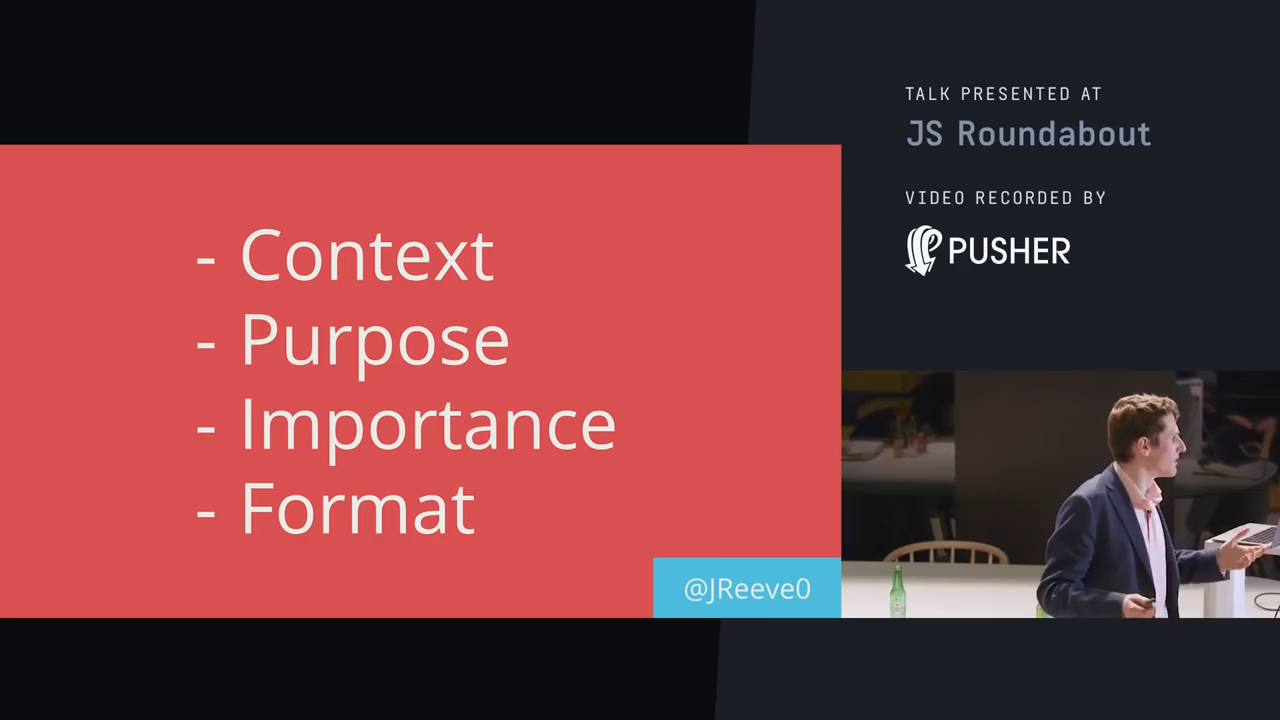 - Context
- Purpose
- Importance
- Format
@JReeve0
TALK PRESENTED AT
JS Roundabout
VIDEO RECORDED BY
PUSHER